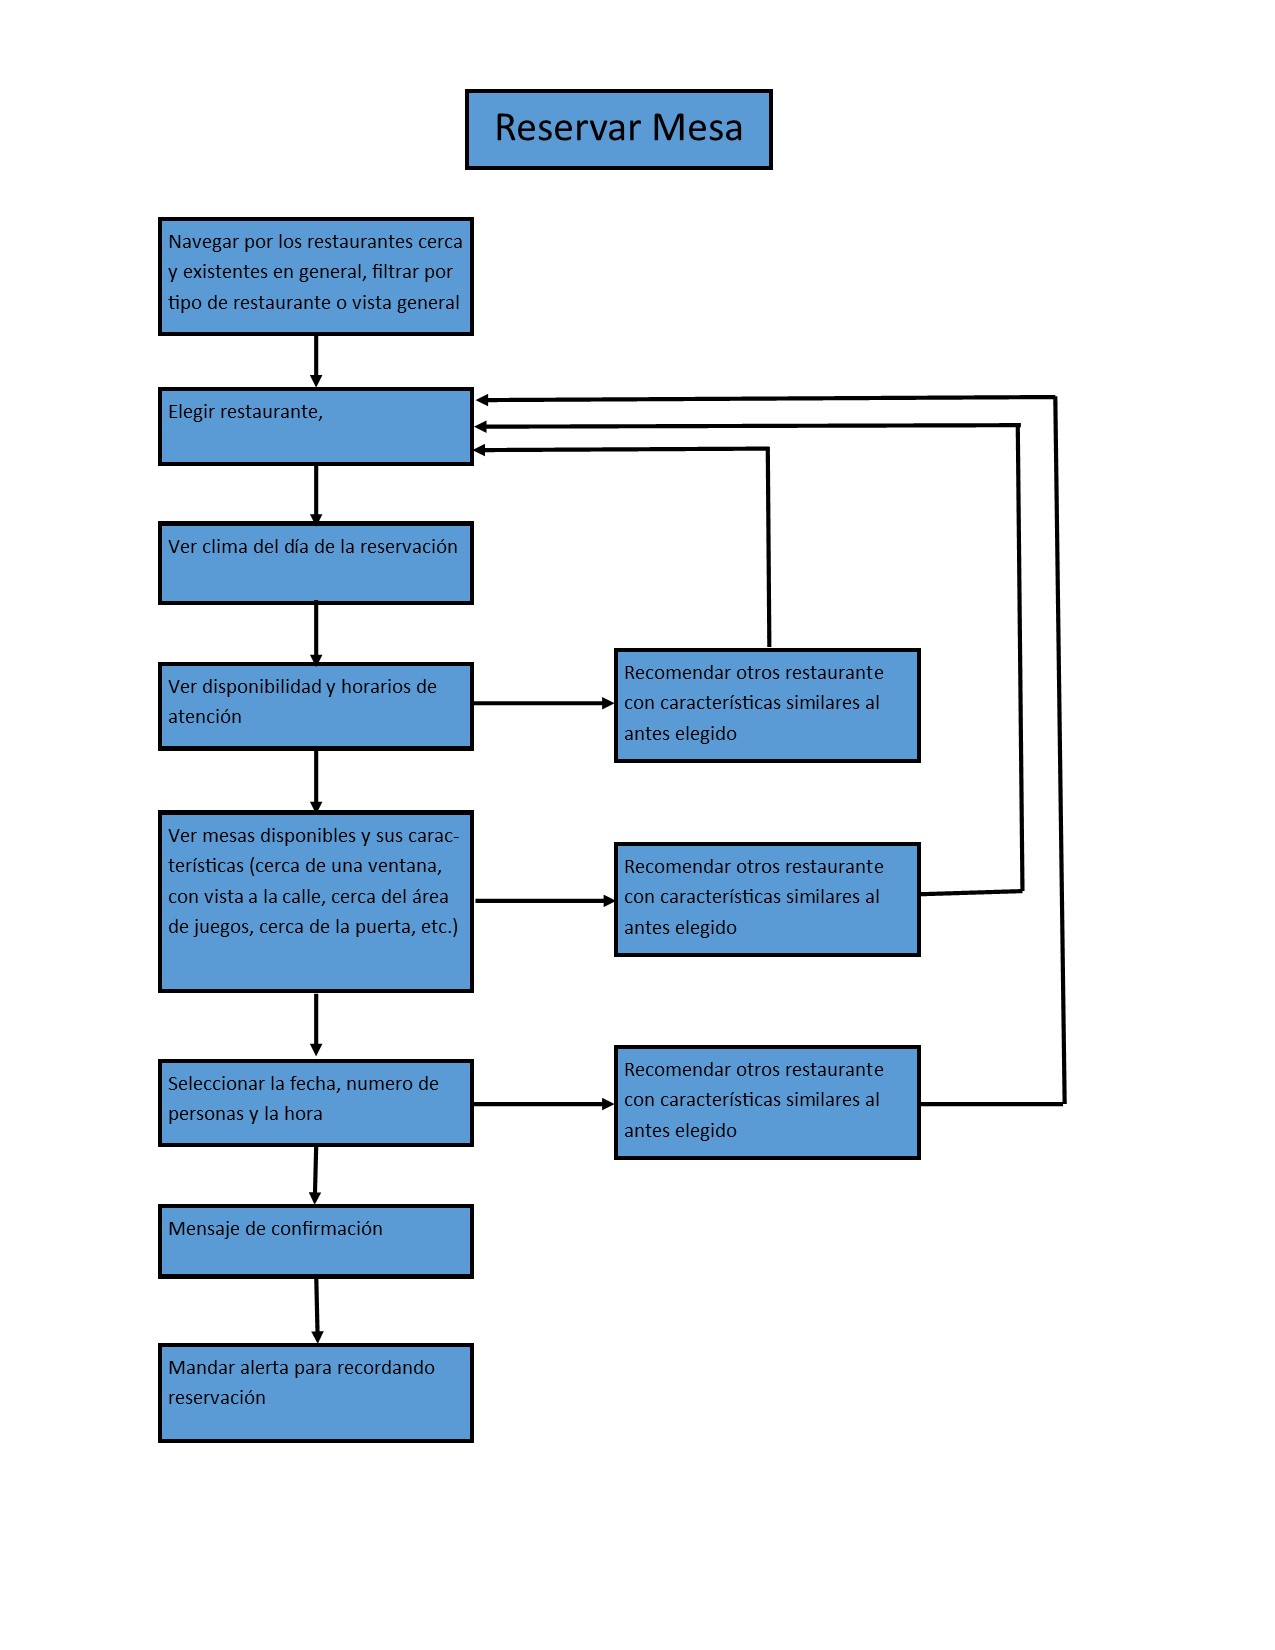 Reservar Mesa
Navegar por los restaurantes cerca
y existentes en general, filtrar por
tipo de restaurante o vista general
Elegir restaurante,
Ver clima del día de la reservación
Ver disponibilidad y horarios de
atención
Recomendar otros restaurante
con características similares al
antes elegido
Ver mesas disponibles y sus carac-
terísticas (cerca de una ventana,
con vista a la calle, cerca del área
de juegos, cerca de la puerta, etc.)
Recomendar otros restaurante
con características similares al
antes elegido
Seleccionar la fecha, numero de
personas y la hora
Recomendar otros restaurante
con características similares al
antes elegido
Mensaje de confirmación
Mandar alerta para recordando
reservación